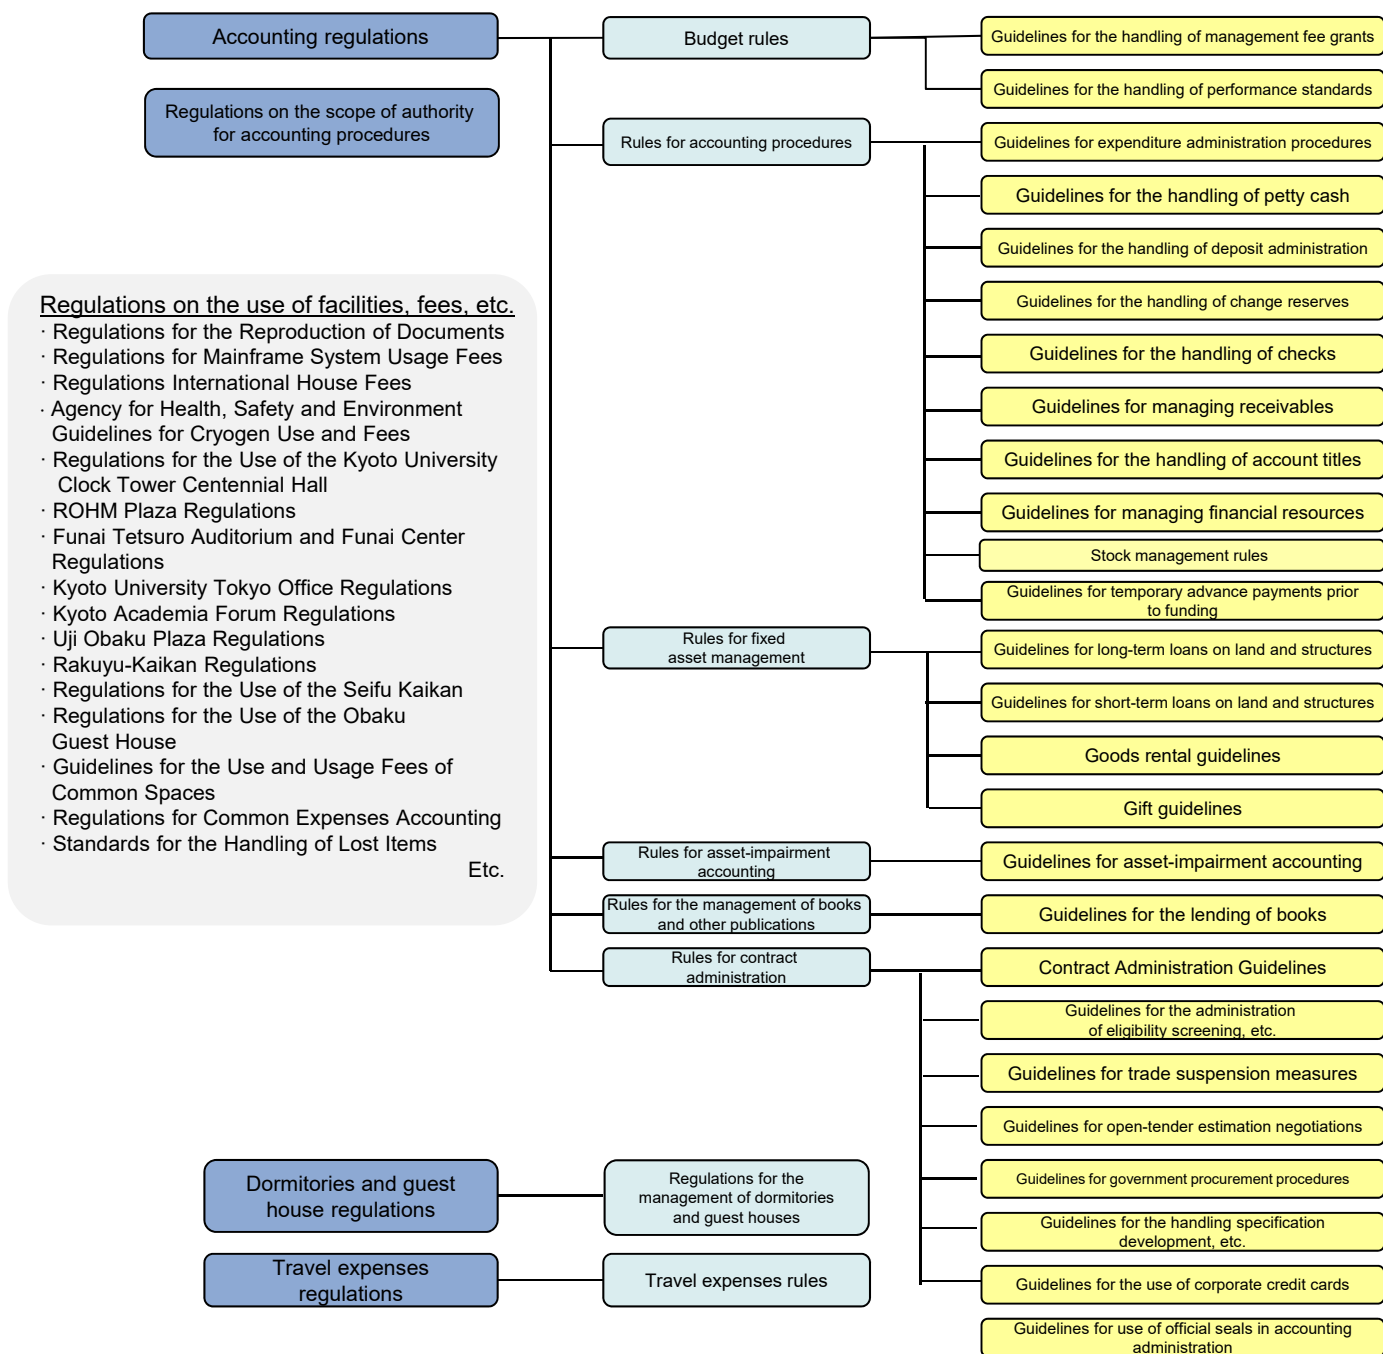 Accounting regulations
Regulations on the scope of authority
for accounting procedures
Regulations on the use of facilities, fees, etc.
· Regulations for the Reproduction of Documents
· Regulations for Mainframe System Usage Fees
· Regulations International House Fees
· Agency for Health, Safety and Environment
Guidelines for Cryogen Use and Fees
· Regulations for the Use of the Kyoto University
Clock Tower Centennial Hall
· ROHM Plaza Regulations
· Funai Tetsuro Auditorium and Funai Center
Regulations
· Kyoto University Tokyo Office Regulations
· Kyoto Academia Forum Regulations
· Uji Obaku Plaza Regulations
· Rakuyu-Kaikan Regulations
· Regulations for the Use of the Seifu Kaikan
· Regulations for the Use of the Obaku
Guest House
· Guidelines for the Use and Usage Fees of
Common Spaces
· Regulations for Common Expenses Accounting
· Standards for the Handling of Lost Items
Etc.
Dormitories and guest
house regulations
Travel expenses
regulations
Budget rules
Rules for accounting procedures
Rules for fixed
asset management
Rules for asset-impairment
accounting
Rules for the management of books
and other publications
Rules for contract
administration
Regulations for the
management of dormitories
and guest houses
Travel expenses rules
Guidelines for the handling of management fee grants
Guidelines for the handling of performance standards
Guidelines for expenditure administration procedures
Guidelines for the handling of petty cash
Guidelines for the handling of deposit administration
Guidelines for the handling of change reserves
Guidelines for the handling of checks
Guidelines for managing receivables
Guidelines for the handling of account titles
Guidelines for managing financial resources
Stock management rules
Guidelines for temporary advance payments prior
to funding
Guidelines for long-term loans on land and structures
Guidelines for short-term loans on land and structures
Goods rental guidelines
Gift guidelines
Guidelines for asset-impairment accounting
Guidelines for the lending of books
Contract Administration Guidelines
Guidelines for the administration
of eligibility screening, etc.
Guidelines for trade suspension measures
Guidelines for open-tender estimation negotiations
Guidelines for government procurement procedures
Guidelines for the handling specification
development, etc.
Guidelines for the use of corporate credit cards
Guidelines for use of official seals in accounting
administration